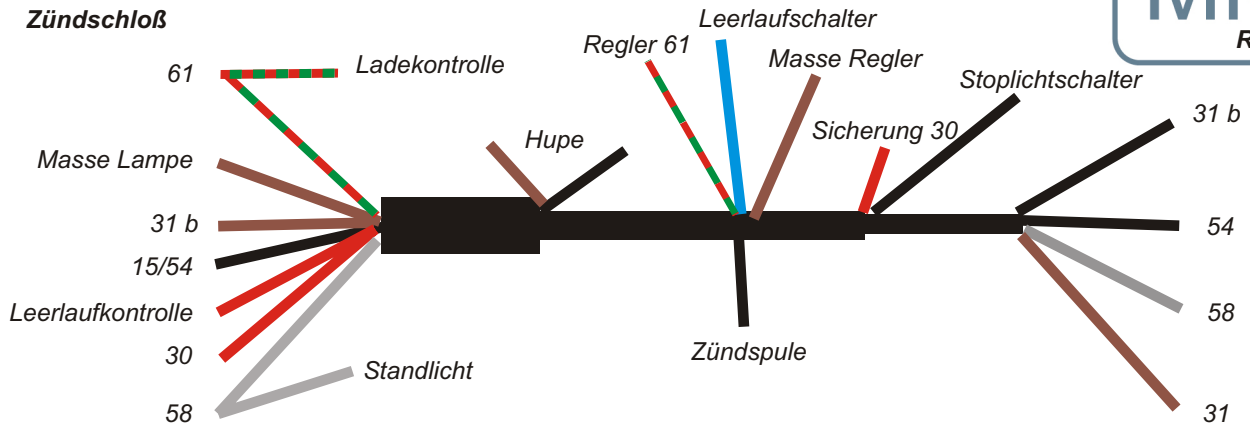 Zündschloß
61
Ladekontrolle
Masse Lampe
31 b
15/54
Leerlaufkontrolle
30
58
Standlicht
Hupe
Regler 61
Leerlaufschalter
Masse Regler
Sicherung 30
Stoplichtschalter
Zündspule
31 b
54
58
31